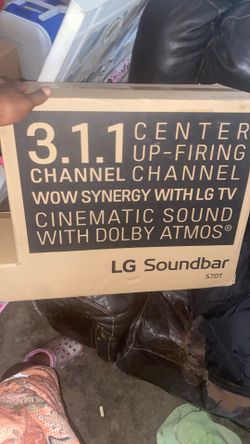 3.1.1 CENTER
UP-FIRING
CHANNEL CHANNEL
WOW SYNERGY WITH LG TV
CINEMATIC SOUND
WITH DOLBY ATMOS®
LG Soundbar
S70T